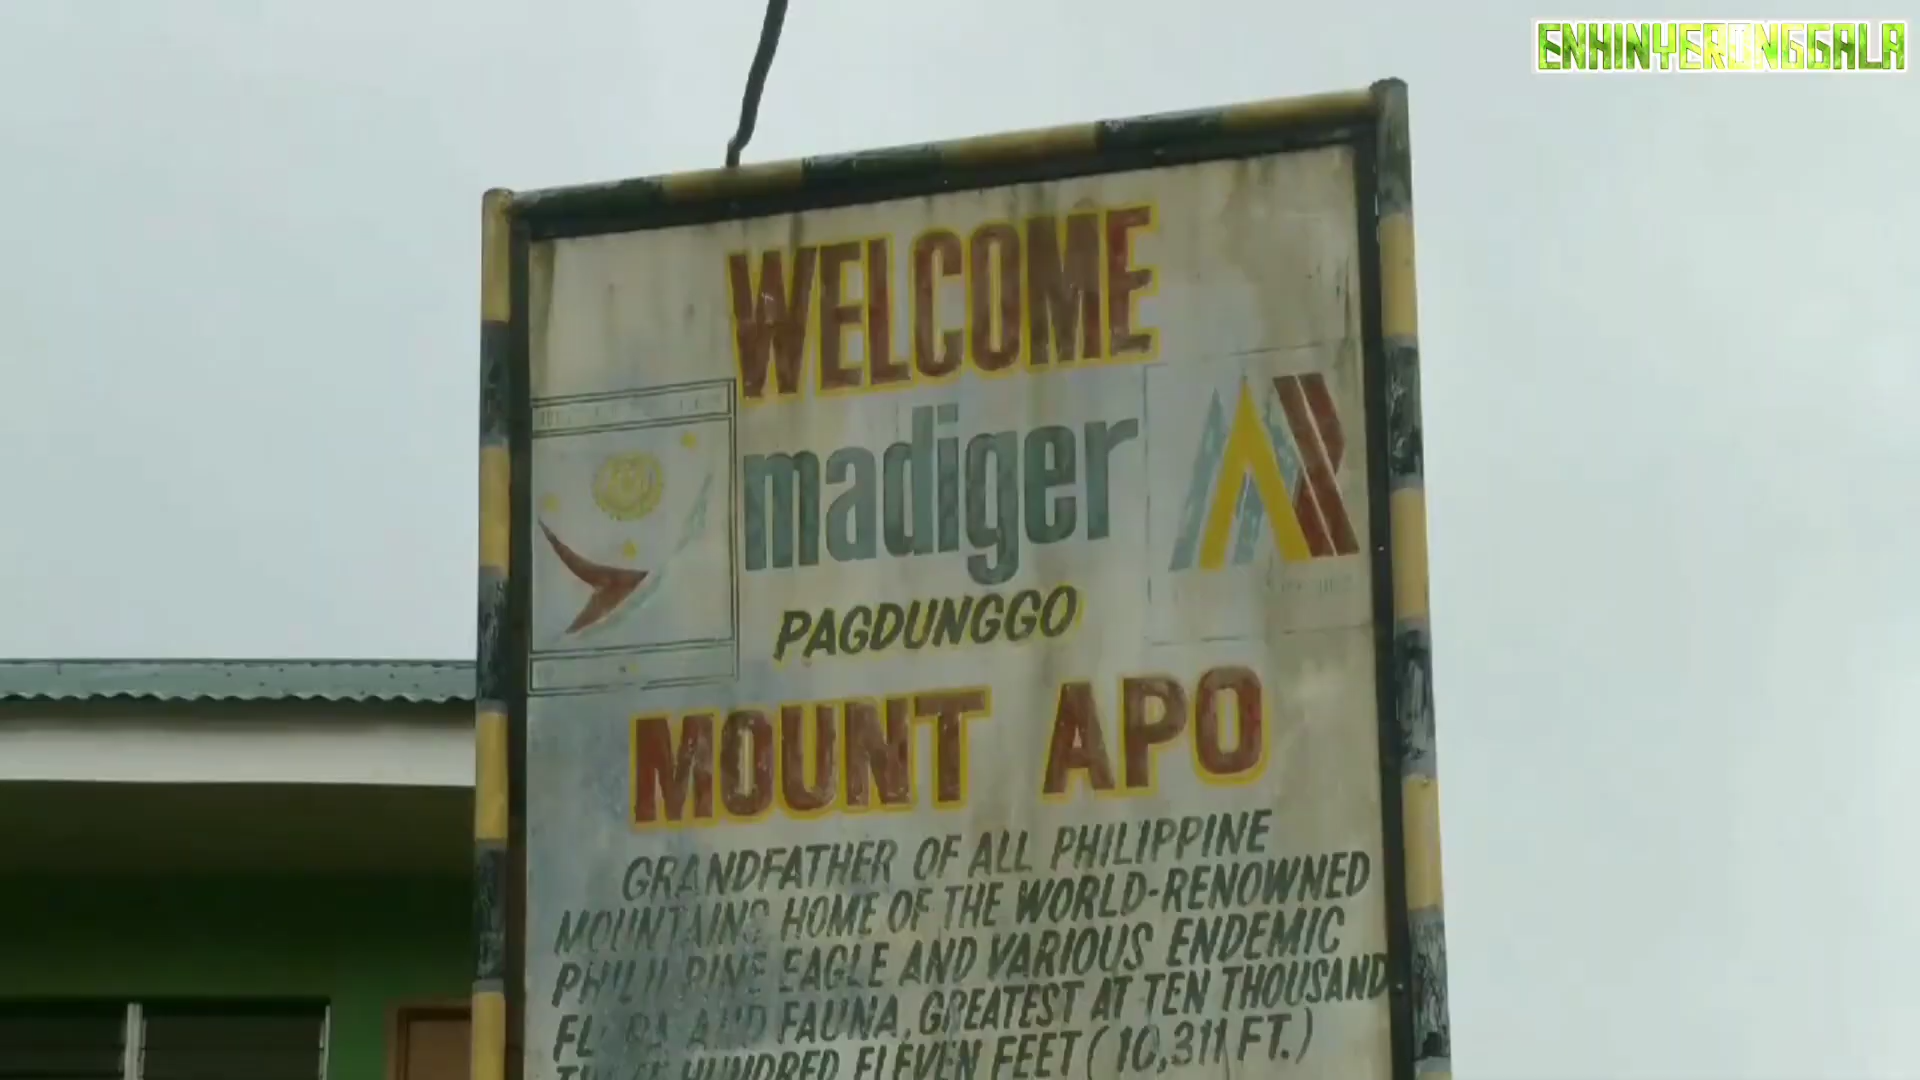 ENHINYERONGGALA
WELCOME
madiger
PAGDUNGGO
MOUNT APO
GRANDFATHER OF ALL PHILIPPINE
MOUNTAINS HOME OF THE WORLD-RENOWNED
PHILIPPINE EAGLE AND VARIOUS ENDEMIC
FLORA AND FAUNA, GREATEST AT TEN THOUSAND
THREE HUNDRED ELEVEN FEET (10,311 FT.)